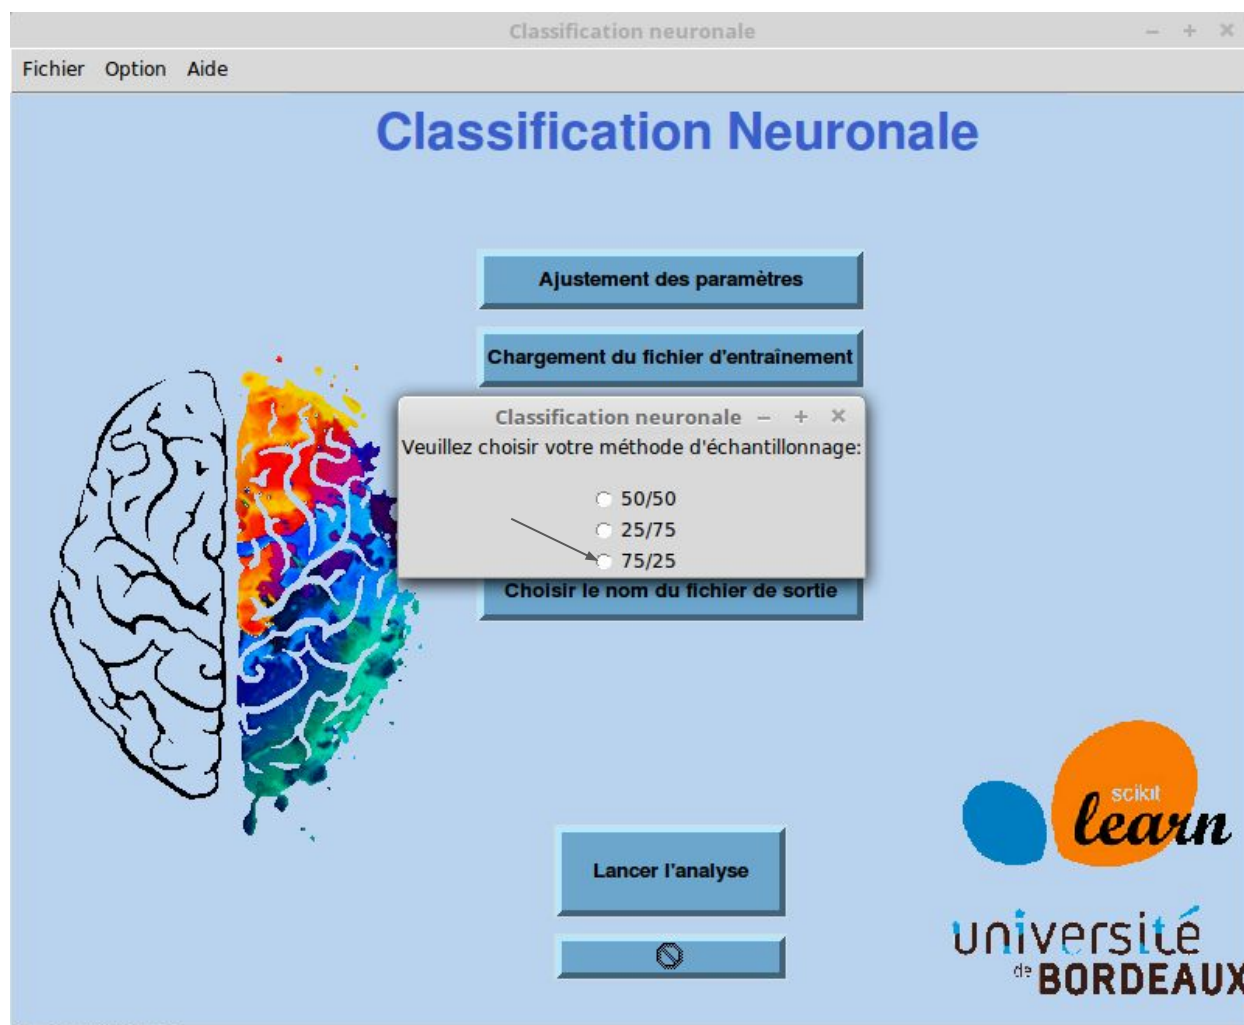 Classification neuronale
Fichier Option Aide
Classification Neuronale
Ajustement des paramètres
Chargement du fichier d'entraînement
Classification neuronale
Veuillez choisir votre méthode d'échantillonnage:
50/50
25/75
75/25
Choisir le nom du fichier de sortie
Lancer l'analyse
scikit
learn
université
de BORDEAUX